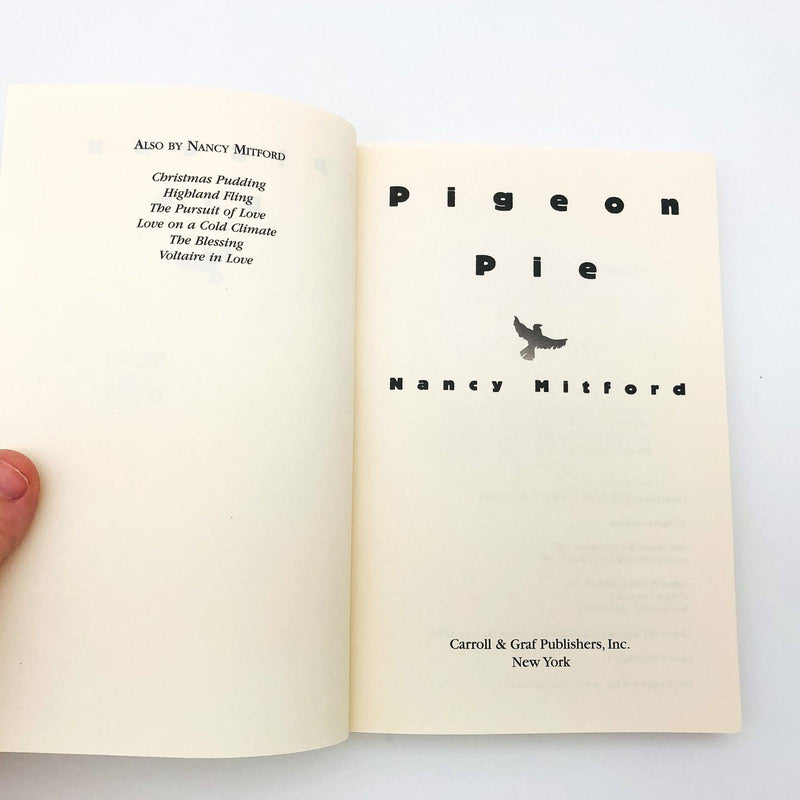 ALSO BY NANCY MITFORD
Christmas Pudding
Highland Fling
The Pursuit of Love
Love on a Cold Climate
The Blessing
Voltaire in Love
Pigeon
Pie
Nancy Mitford
Carroll & Graf Publishers, Inc.
New York